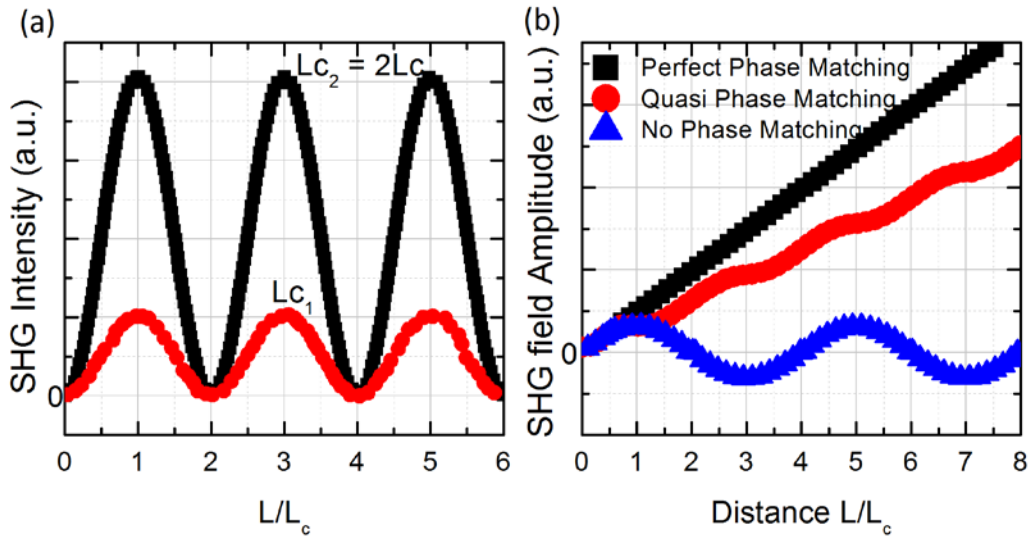 (a)
SHG Intensity (a.u.)
Lc₂ = 2Lc
Lc₁
0
0 1 2 3 4 5 6
L/Lc
(b)
SHG field Amplitude (a.u.)
Perfect Phase Matching
Quasi Phase Matching
No Phase Matching
0
0 1 2 3 4 5 6 7 8
Distance L/Lc